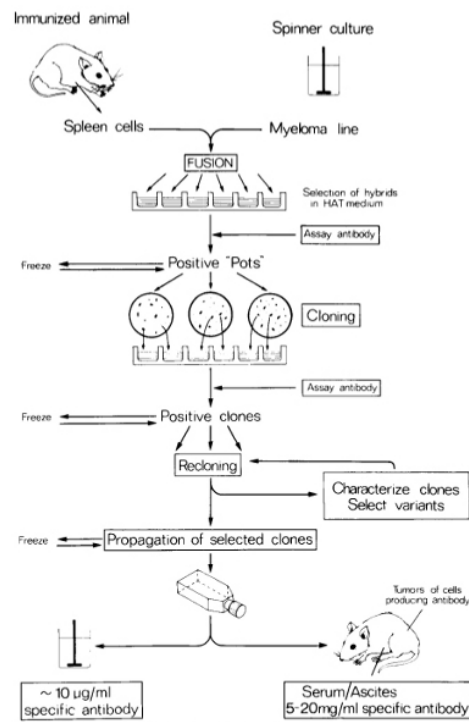 Immunized animal
Spinner culture
Spleen cells
Myeloma line
FUSION
Selection of hybrids
in HAT medium
Assay antibody
Freeze
Positive "Pots"
Cloning
Assay antibody
Freeze
Positive clones
Recloning
Characterize clones
Select variants
Freeze
Propagation of selected clones
Tumors of cells
producing antibody
~ 10 µg/ml
specific antibody
Serum/Ascites
5-20mg/ml specific antibody